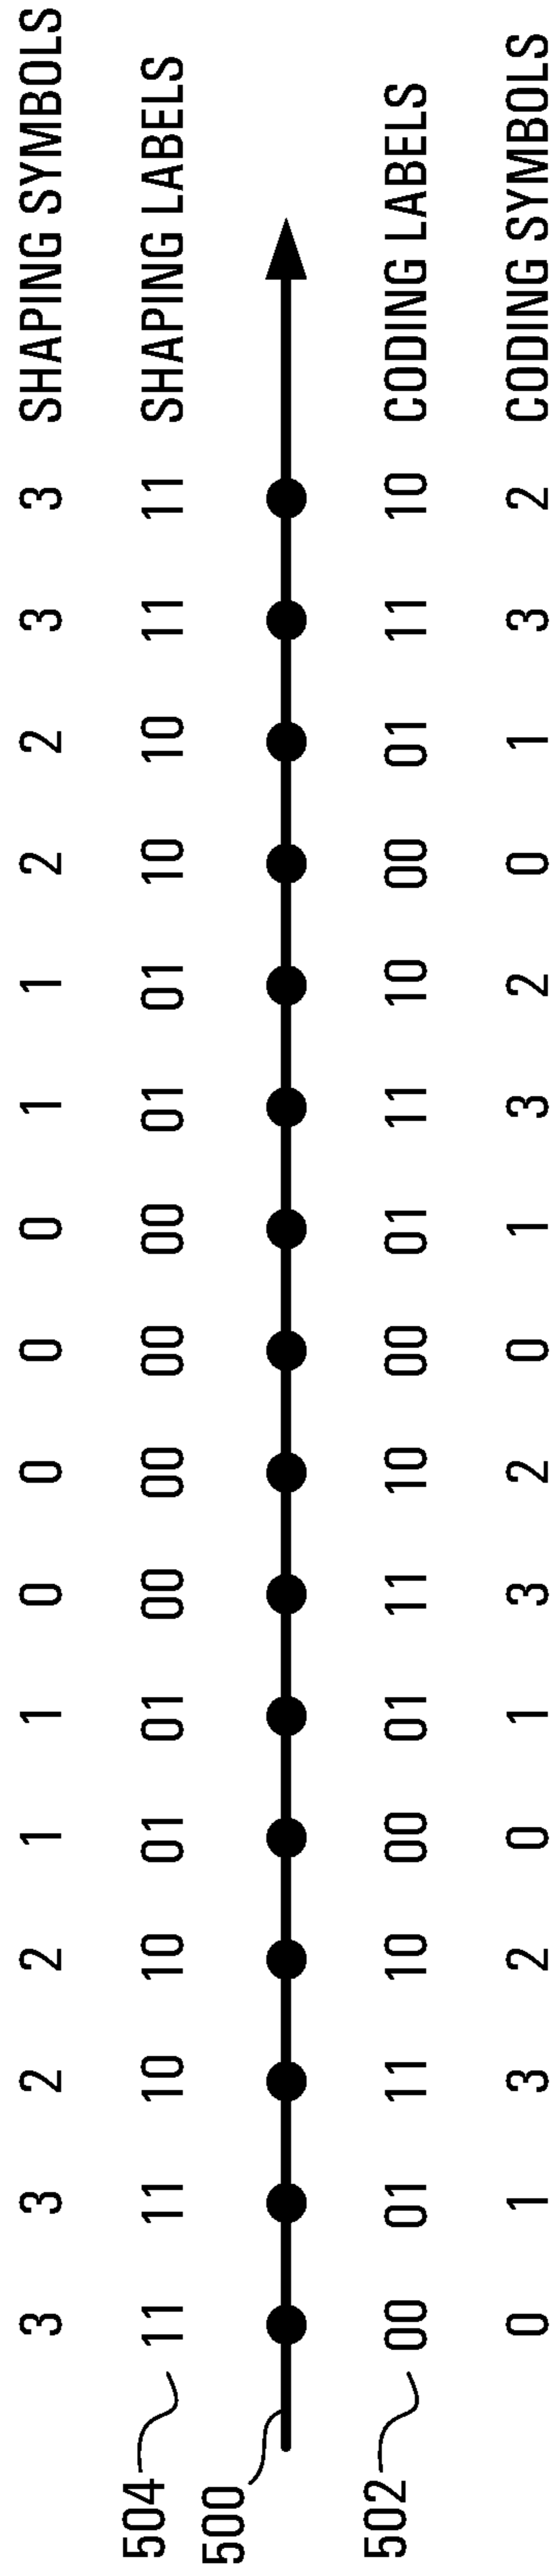 3 3 2 2 1 1 0 0 0 0 1 1 2 2 3 3 SHAPING SYMBOLS
504 11 11 10 10 01 01 00 00 00 00 01 01 10 10 11 11 SHAPING LABELS
500
502 00 01 11 10 00 01 11 10 00 01 11 10 00 01 11 10 CODING LABELS
0 1 3 2 0 1 3 2 0 1 3 2 0 1 3 2 CODING SYMBOLS